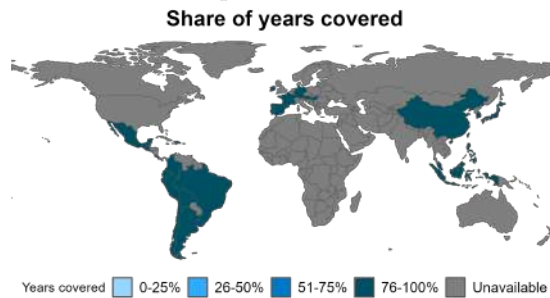 Share of years covered
Years covered 0-25% 26-50% 51-75% 76-100% Unavailable